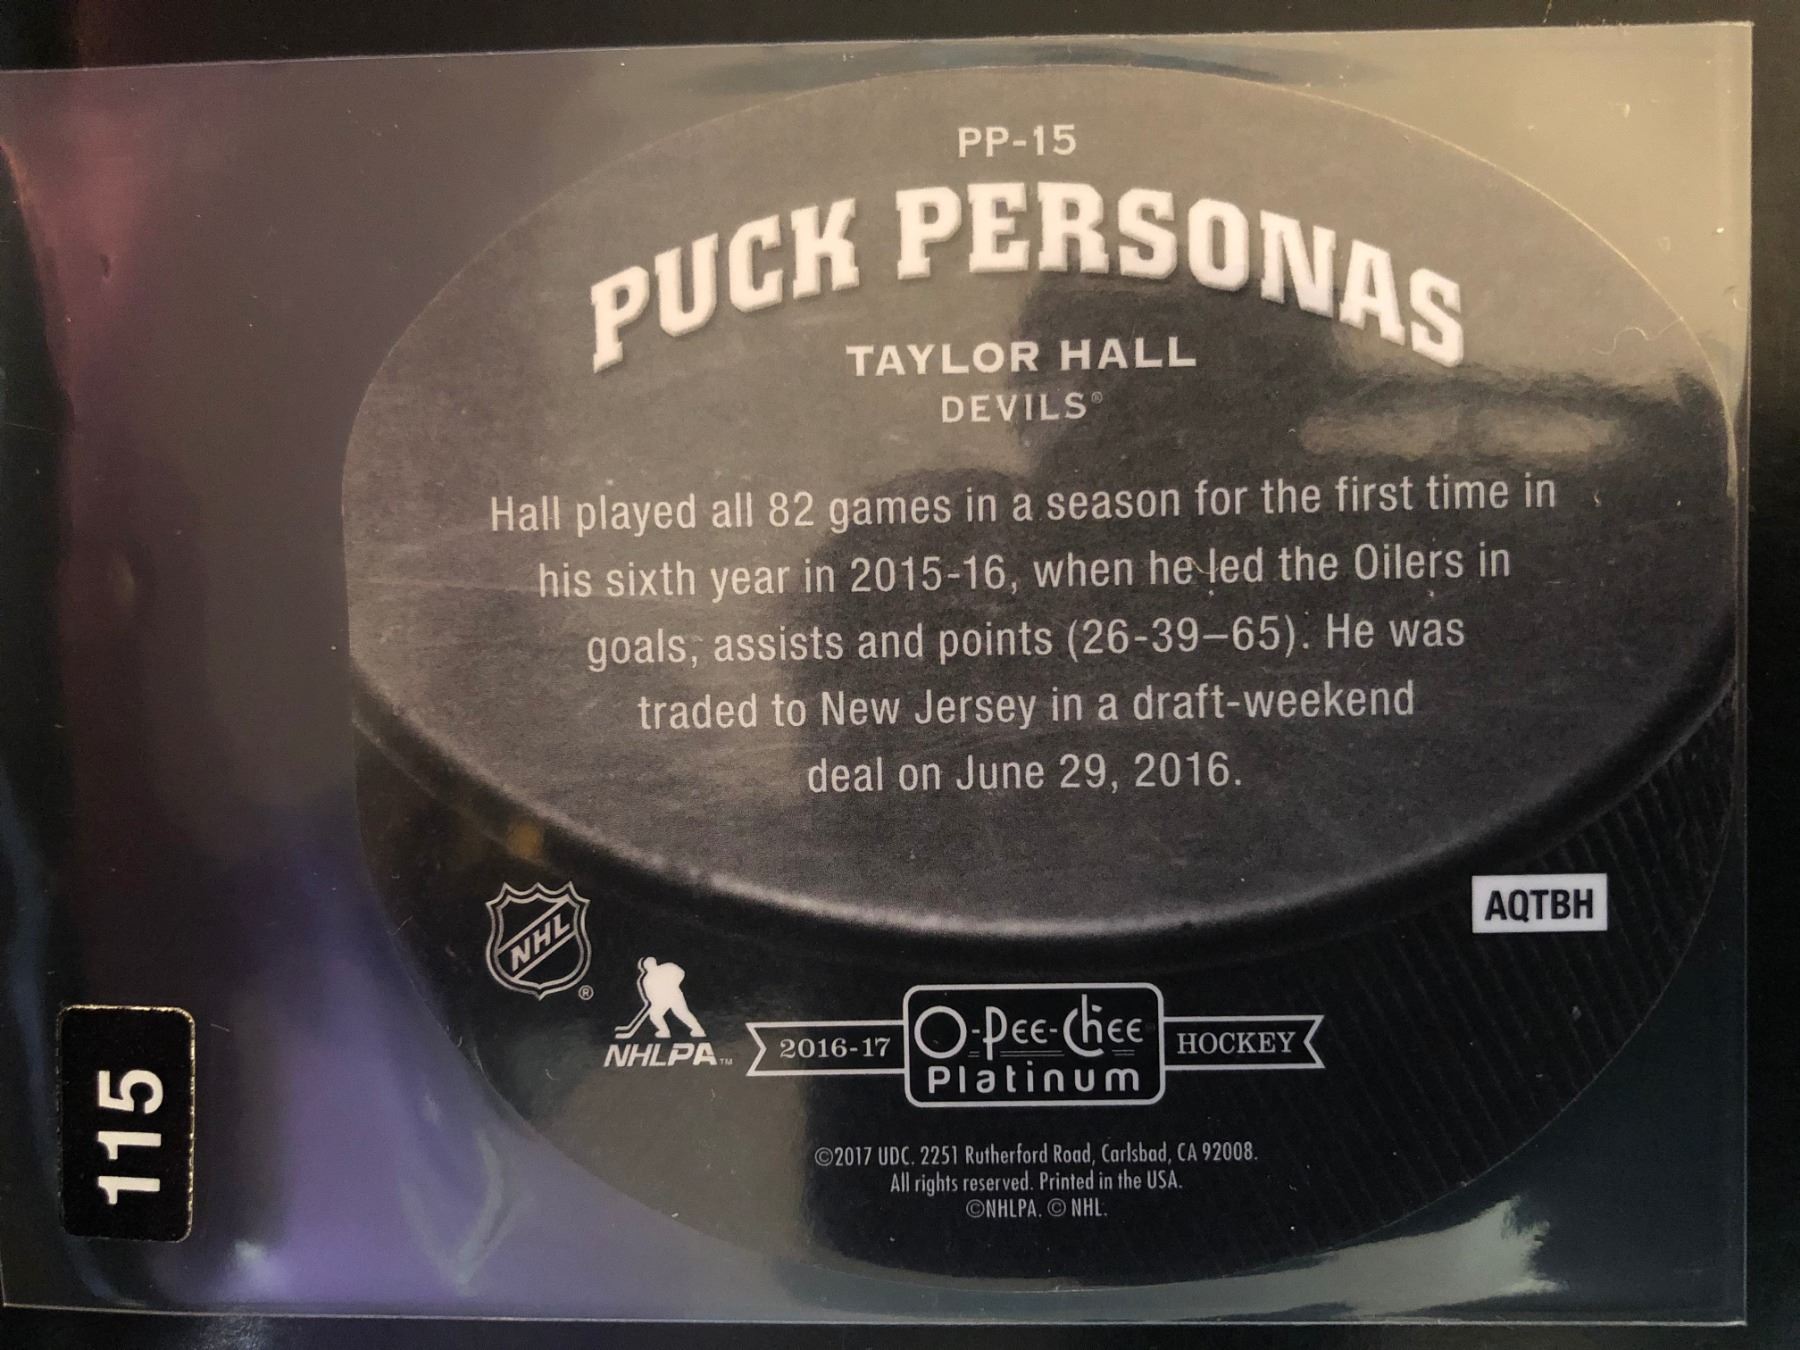 PP-15
PUCK PERSONAS
TAYLOR HALL
DEVILS®
Hall played all 82 games in a season for the first time in
his sixth year in 2015-16, when he led the Oilers in
goals, assists and points (26-39–65). He was
traded to New Jersey in a draft-weekend
deal on June 29, 2016.
AQTBH
NHL ®
NHLPA™
2016-17 O-Pee-Chee HOCKEY
Platinum
115
©2017 UDC. 2251 Rutherford Road, Carlsbad, CA 92008.
All rights reserved. Printed in the USA.
©NHLPA. © NHL.